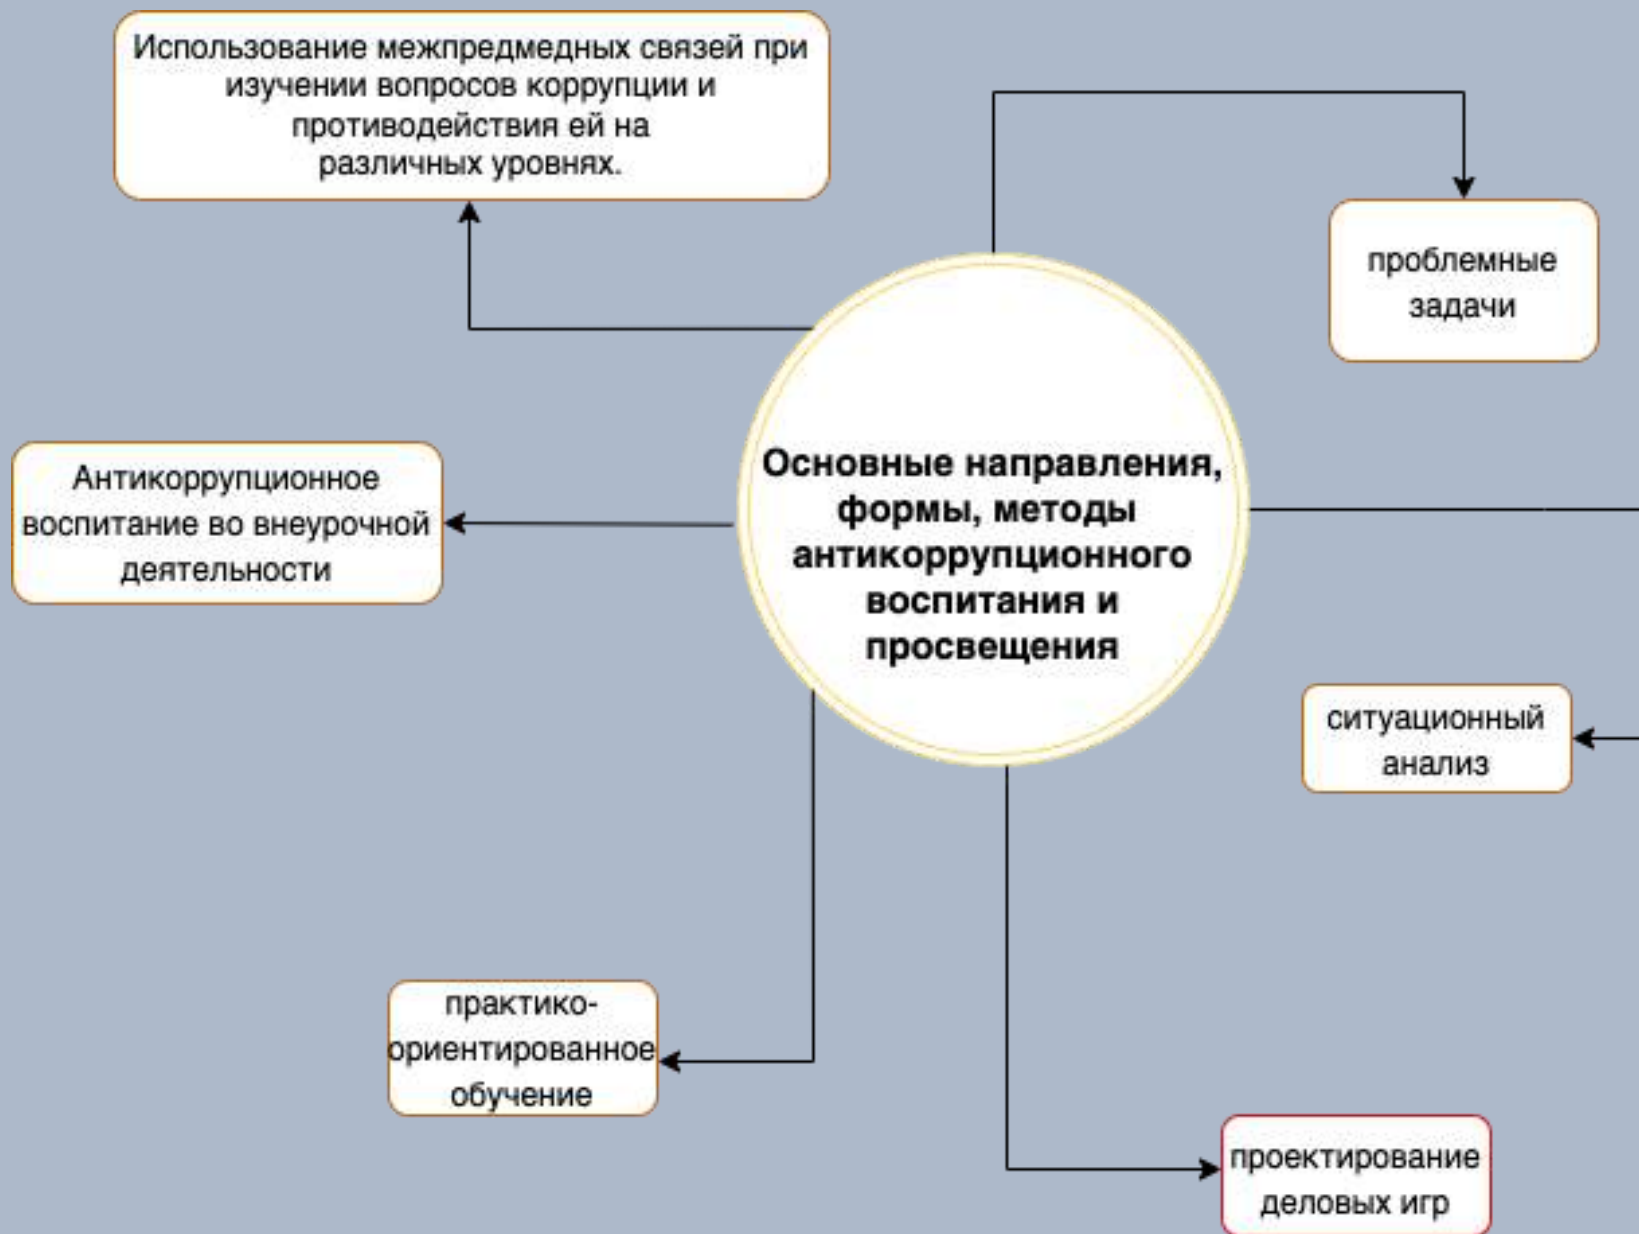 Использование межпредмедных связей при
изучении вопросов коррупции и
противодействия ей на
различных уровнях.
проблемные
задачи
Основные направления,
формы, методы
антикоррупционного
воспитания и
просвещения
Антикоррупционное
воспитание во внеурочной
деятельности
ситуационный
анализ
практико-
ориентированное
обучение
проектирование
деловых игр